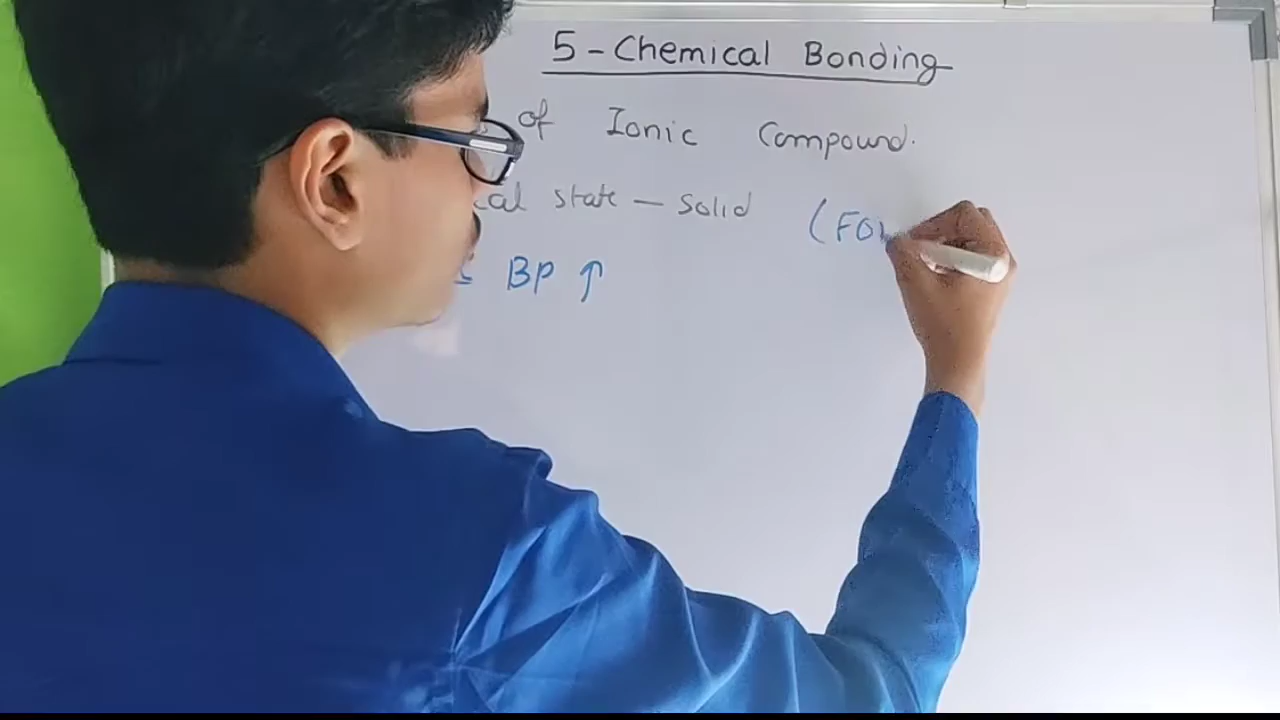 5 - Chemical Bonding
of Ionic Compound.
cal state — Solid (Fo
BP ↑